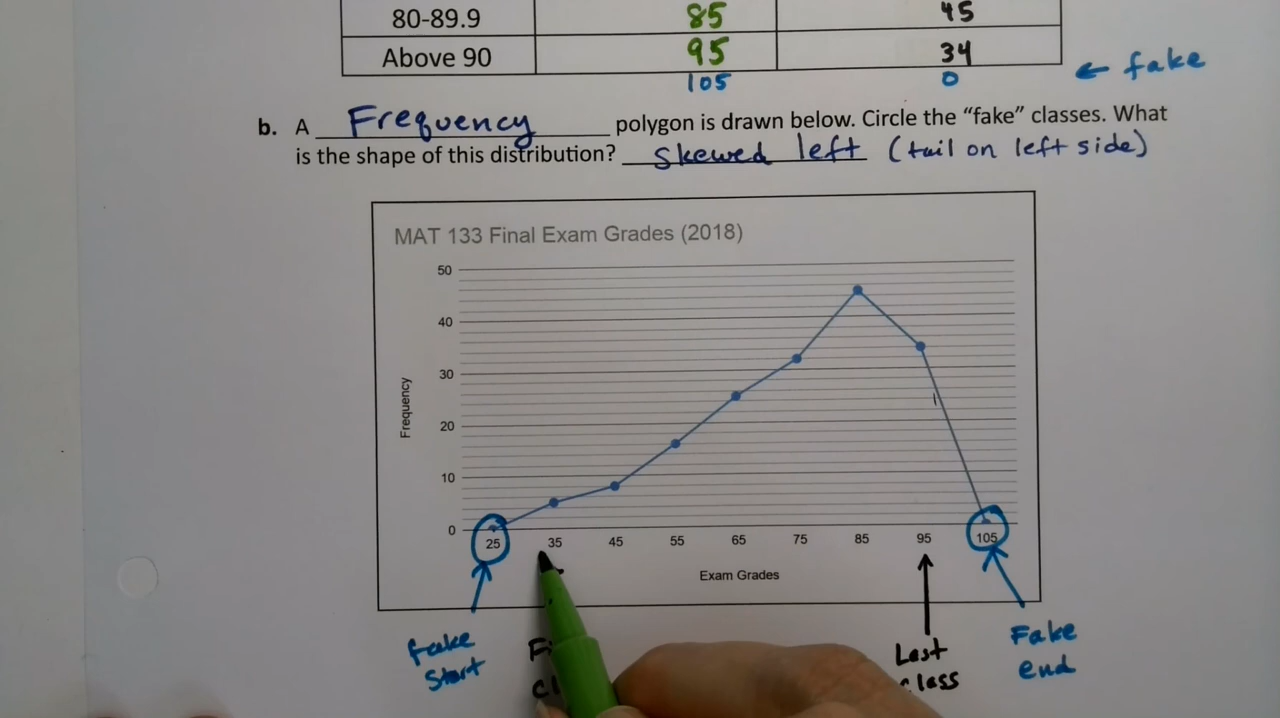 80-89.9 85 45
Above 90 95 34
105 0 ← fake
b. A Frequency polygon is drawn below. Circle the “fake” classes. What
is the shape of this distribution? skewed left (tail on left side)
MAT 133 Final Exam Grades (2018)
50
40
30
20
10
0
Frequency
25 35 45 55 65 75 85 95 105
Exam Grades
fake
start
Last
class
Fake
end